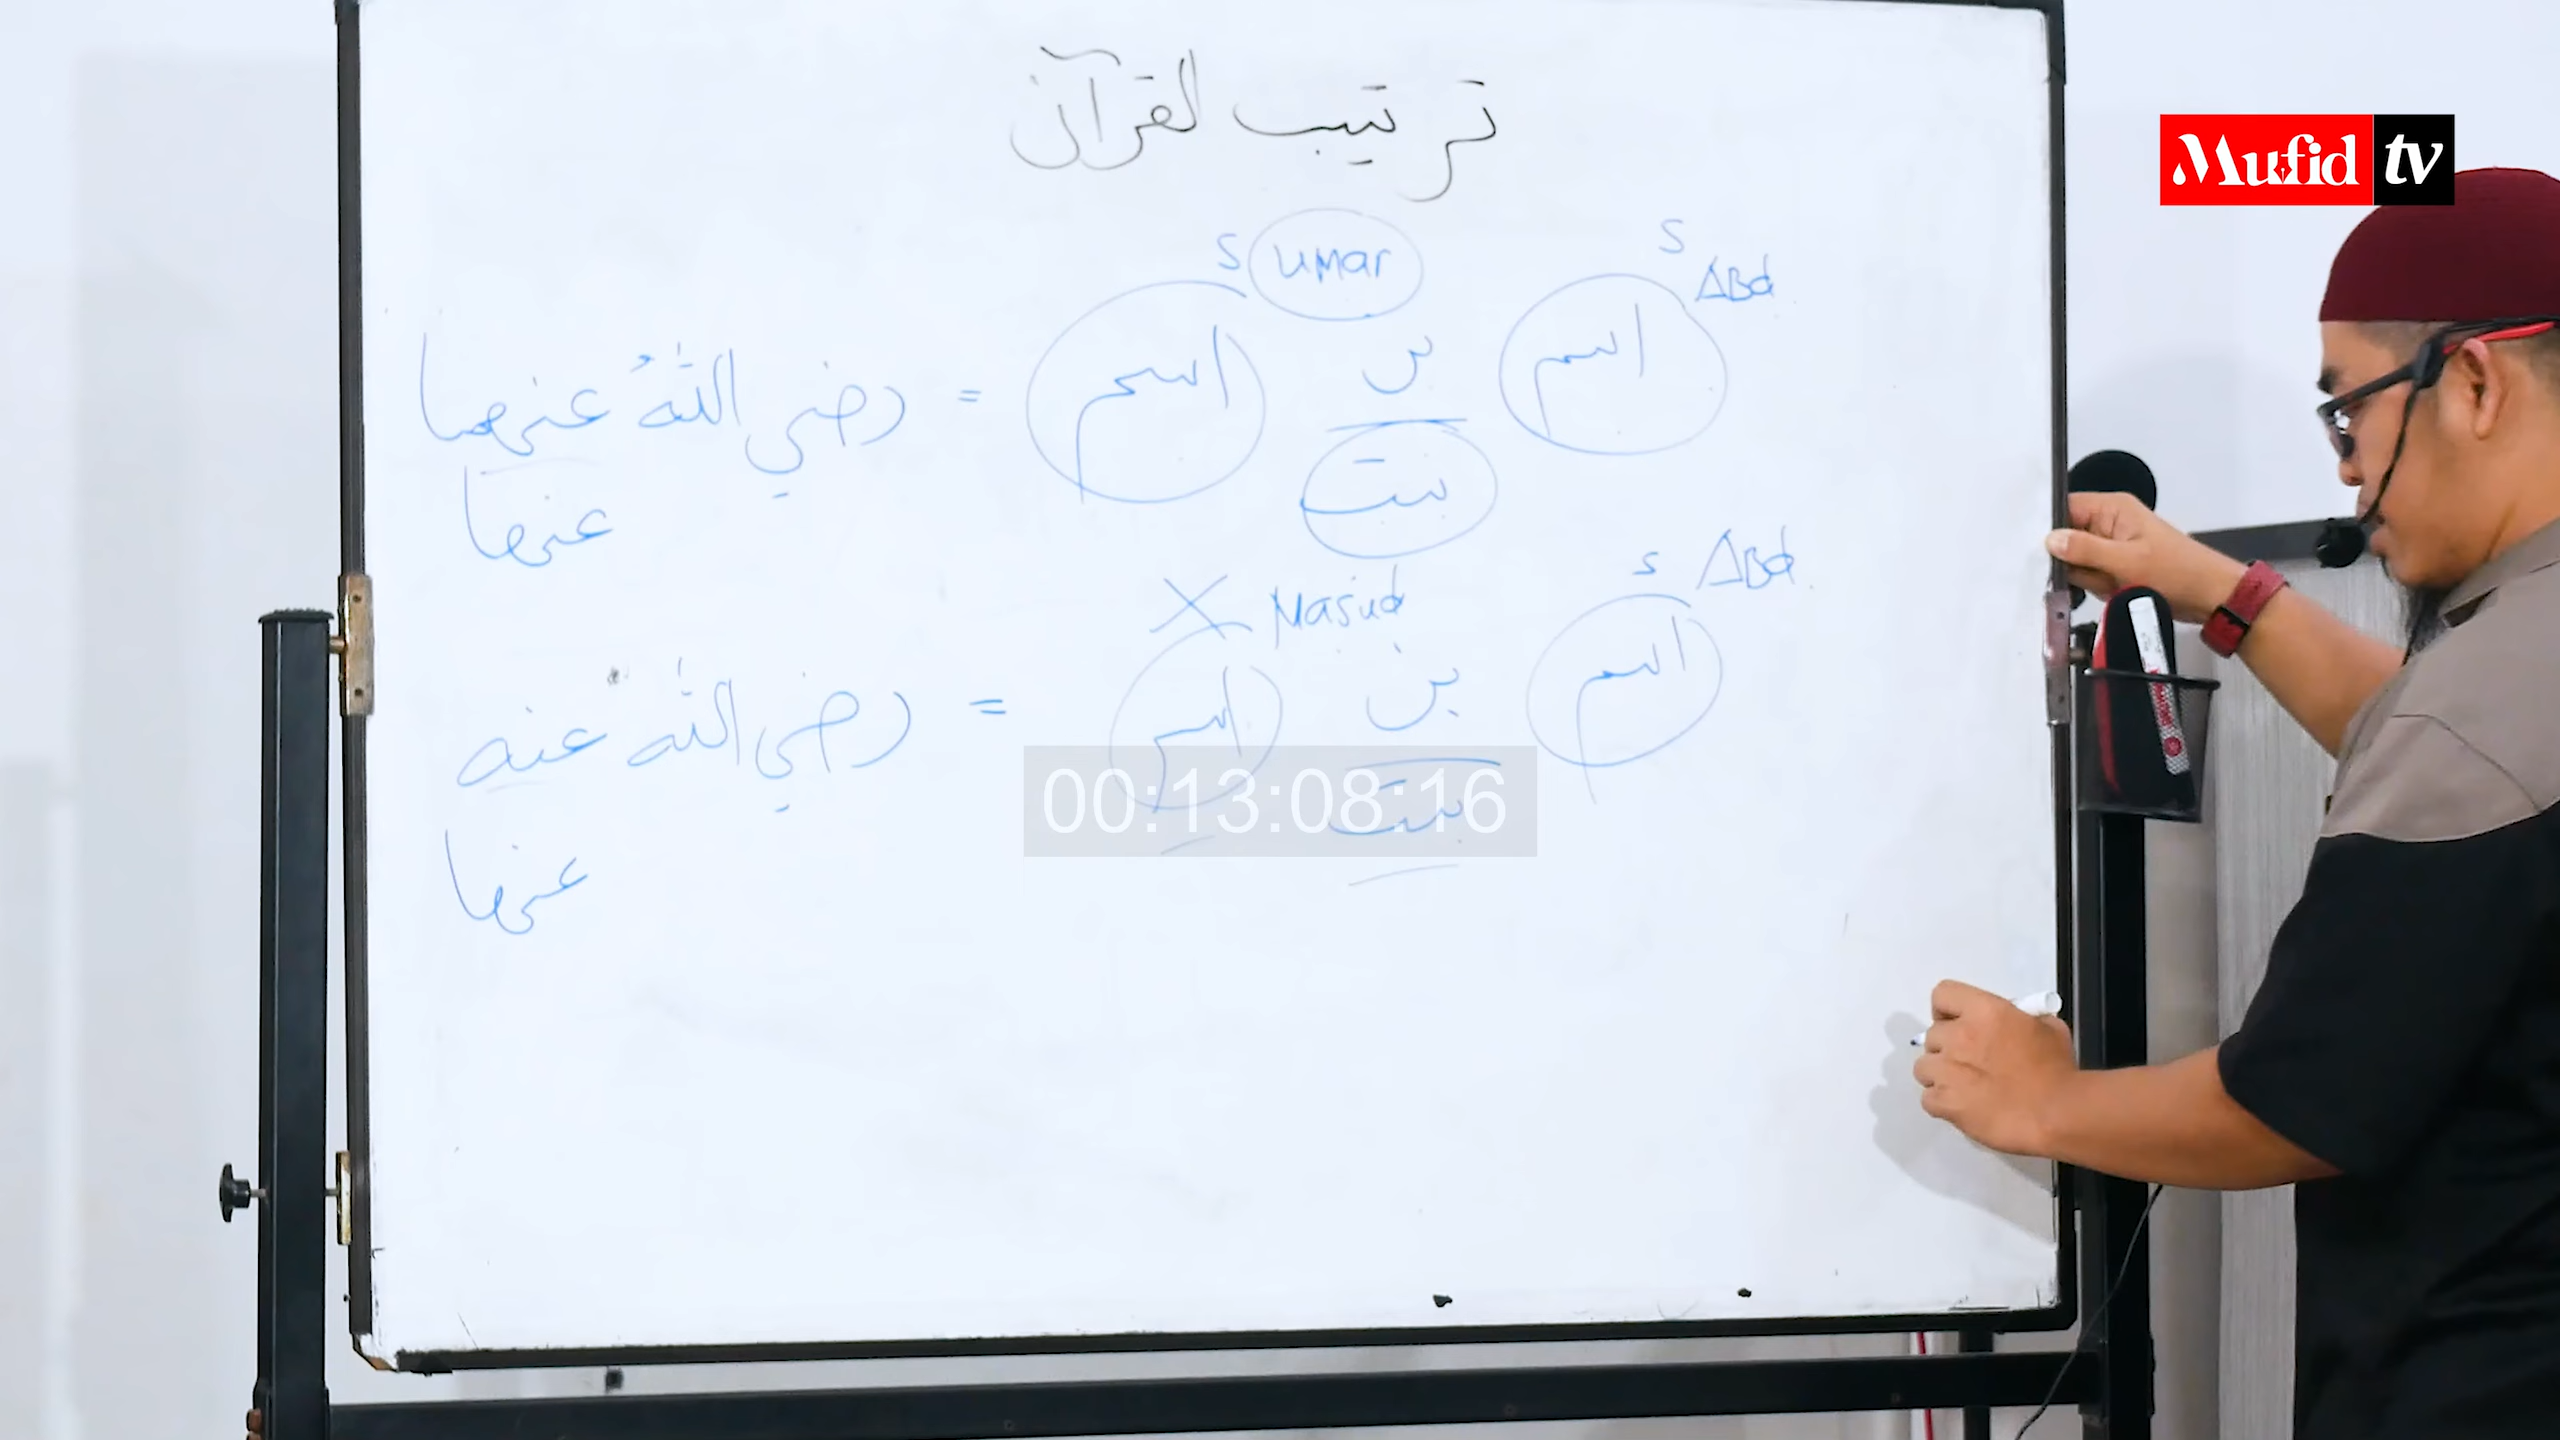 ترتيب القرآن
Mufid tv
S umar S ABd
اسم بن اسم = رضي اللهُ عنهما
بنت
عنها
X Masud S ABd
اسم بن اسم = رضي الله عنه
بنت
00:13:08:16
عنها